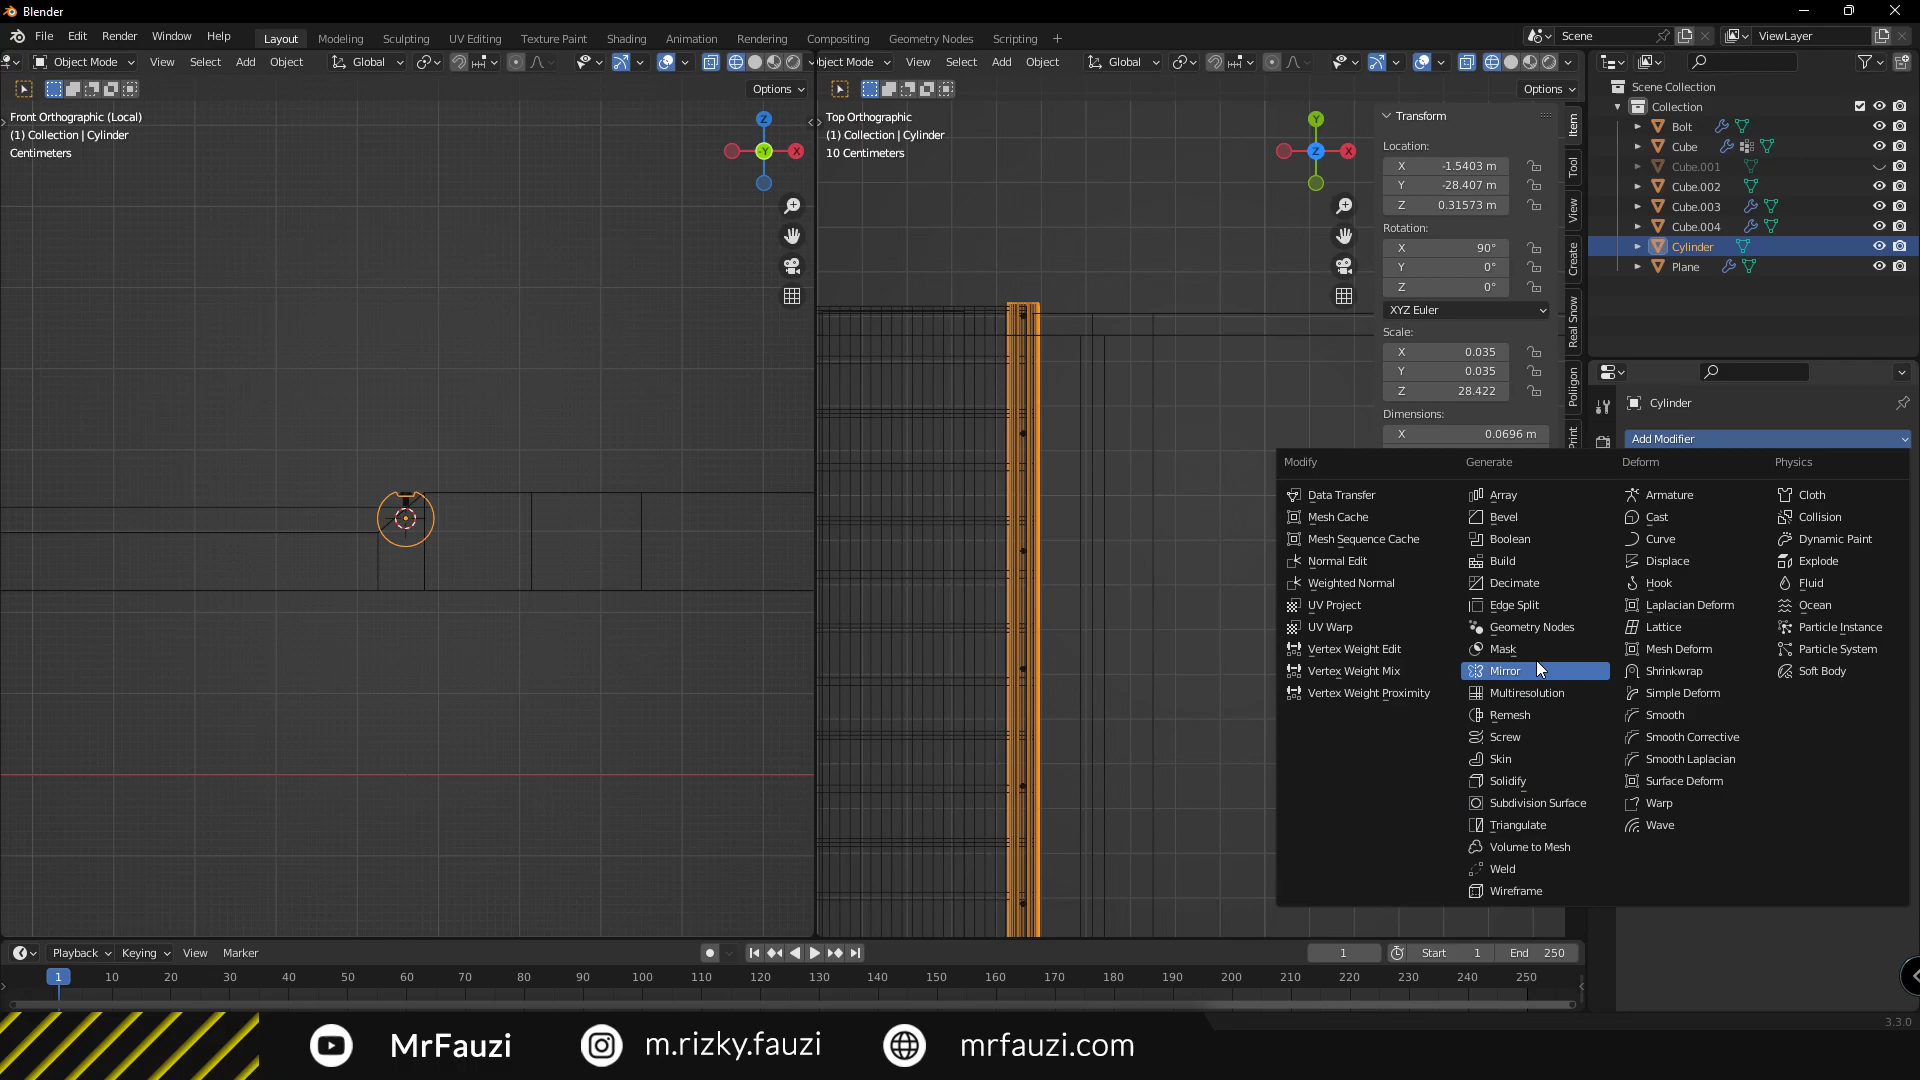 Blender
File Edit Render Window Help Layout Modeling Sculpting UV Editing Texture Paint Shading Animation Rendering Compositing Geometry Nodes Scripting + Scene ViewLayer
Object Mode View Select Add Object Global
bject Mode View Select Add Object Global
Options
Options
Front Orthographic (Local)
(1) Collection | Cylinder
Centimeters
Z
-Y
X
Top Orthographic
(1) Collection | Cylinder
10 Centimeters
Y
Z
X
Transform
Location:
X -1.5403 m
Y -28.407 m
Z 0.31573 m
Rotation:
X 90°
Y 0°
Z 0°
XYZ Euler
Scale:
X 0.035
Y 0.035
Z 28.422
Dimensions:
X 0.0696 m
Item
Tool
View
Create
Real Snow
Poliigon
Print
Scene Collection
Collection
Bolt
Cube
Cube.001
Cube.002
Cube.003
Cube.004
Cylinder
Plane
Cylinder
Add Modifier
Modify
Data Transfer
Mesh Cache
Mesh Sequence Cache
Normal Edit
Weighted Normal
UV Project
UV Warp
Vertex Weight Edit
Vertex Weight Mix
Vertex Weight Proximity
Generate
Array
Bevel
Boolean
Build
Decimate
Edge Split
Geometry Nodes
Mask
Mirror
Multiresolution
Remesh
Screw
Skin
Solidify
Subdivision Surface
Triangulate
Volume to Mesh
Weld
Wireframe
Deform
Armature
Cast
Curve
Displace
Hook
Laplacian Deform
Lattice
Mesh Deform
Shrinkwrap
Simple Deform
Smooth
Smooth Corrective
Smooth Laplacian
Surface Deform
Warp
Wave
Physics
Cloth
Collision
Dynamic Paint
Explode
Fluid
Ocean
Particle Instance
Particle System
Soft Body
Playback Keying View Marker 1 Start 1 End 250
1 10 20 30 40 50 60 70 80 90 100 110 120 130 140 150 160 170 180 190 200 210 220 230 240 250
3.3.0
MrFauzi m.rizky.fauzi mrfauzi.com